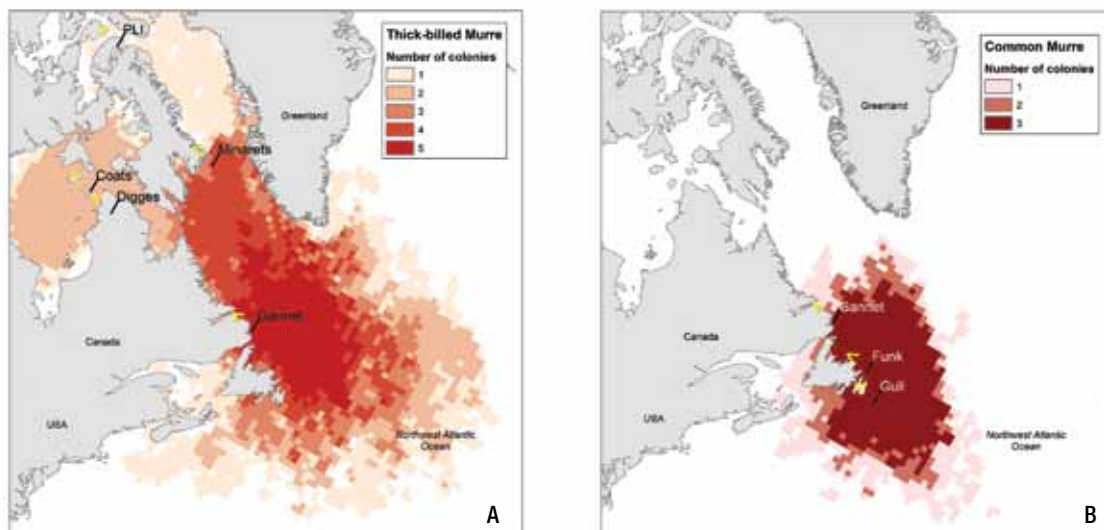 PLI
Thick-billed Murre
Number of colonies
1
2
3
4
5
Greenland
Minarets
Coats
Digges
Gannet
Canada
USA
Northwest Atlantic
Ocean
A
Common Murre
Number of colonies
1
2
3
Greenland
Gannet
Canada
Funk
Gull
USA
Northwest Atlantic
Ocean
B